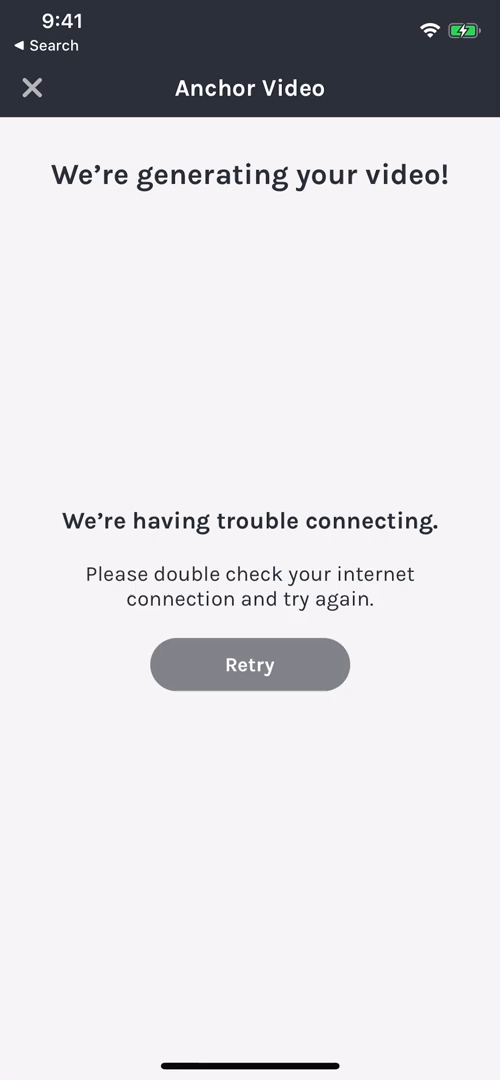 9:41
◀ Search
Anchor Video
We’re generating your video!
We’re having trouble connecting.
Please double check your internet
connection and try again.
Retry